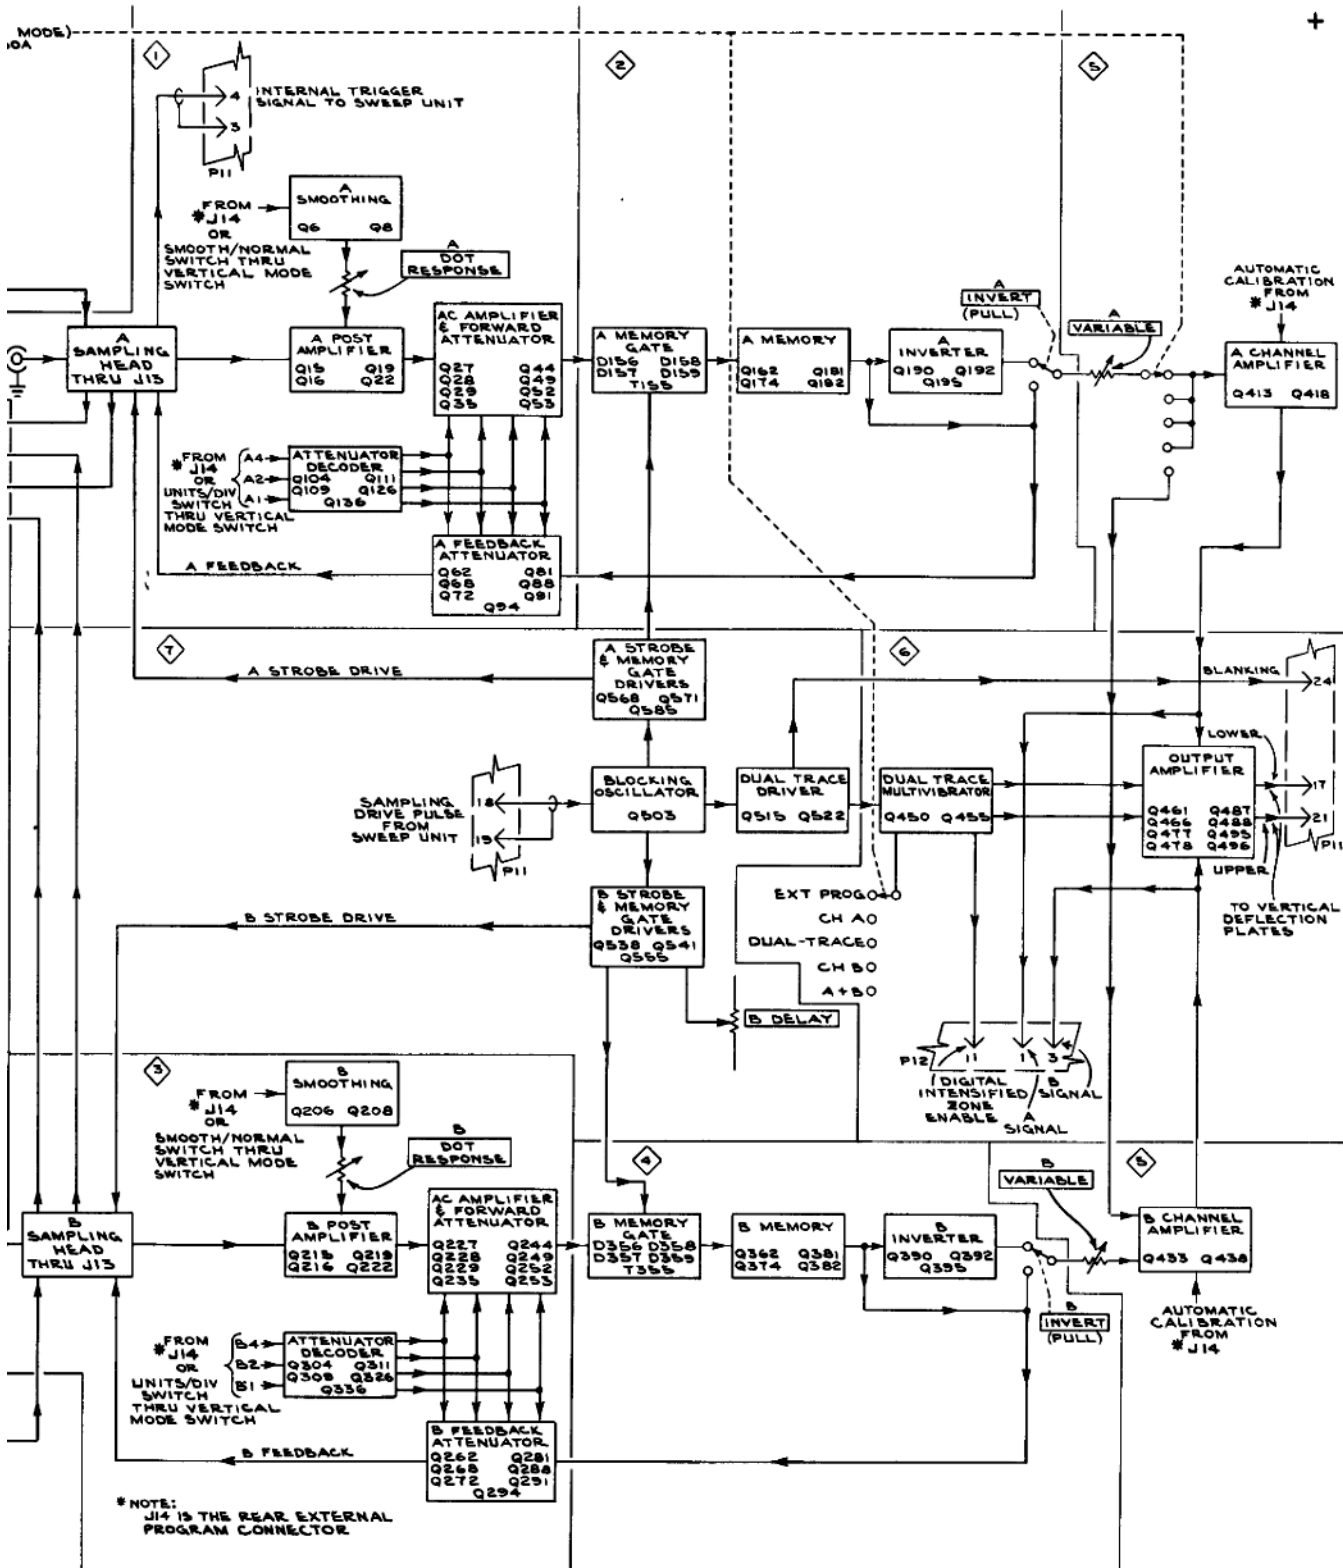 MODE)
0A
1
2
5
+
4
3
P11
INTERNAL TRIGGER
SIGNAL TO SWEEP UNIT
FROM
*J14
OR
SMOOTH/NORMAL
SWITCH THRU
VERTICAL MODE
SWITCH
A
SMOOTHING
Q6 Q8
A
DOT
RESPONSE
A
SAMPLING
HEAD
THRU J13
A POST
AMPLIFIER
Q15 Q19
Q16 Q22
AC AMPLIFIER
& FORWARD
ATTENUATOR
Q27 Q44
Q28 Q49
Q29 Q52
Q35 Q53
A MEMORY
GATE
D156 D158
D157 D159
T155
A MEMORY
Q162 Q181
Q174 Q182
A
INVERTER
Q190 Q192
Q195
A
INVERT
(PULL)
A
VARIABLE
AUTOMATIC
CALIBRATION
FROM
*J14
A CHANNEL
AMPLIFIER
Q413 Q418
*FROM
J14
OR
UNITS/DIV
SWITCH
THRU VERTICAL
MODE SWITCH
A4
A2
A1
ATTENUATOR
DECODER
Q104 Q111
Q109 Q126
Q136
A FEEDBACK
A FEEDBACK
ATTENUATOR
Q62 Q81
Q68 Q88
Q72 Q91
Q94
7
6
A STROBE DRIVE
A STROBE
& MEMORY
GATE
DRIVERS
Q568 Q571
Q585
BLANKING
24
SAMPLING
DRIVE PULSE
FROM
SWEEP UNIT
18
19
P11
BLOCKING
OSCILLATOR
Q503
DUAL TRACE
DRIVER
Q515 Q522
DUAL TRACE
MULTIVIBRATOR
Q450 Q455
OUTPUT
AMPLIFIER
Q461 Q487
Q466 Q488
Q477 Q495
Q478 Q496
LOWER
17
21
P11
UPPER
TO VERTICAL
DEFLECTION
PLATES
B STROBE DRIVE
B STROBE
& MEMORY
GATE
DRIVERS
Q538 Q541
Q555
EXT PROG
CH A
DUAL-TRACE
CH B
A+B
B DELAY
P12
11
1
3
DIGITAL
INTENSIFIED
ZONE
ENABLE
A
SIGNAL
B
SIGNAL
3
4
5
FROM
*J14
OR
SMOOTH/NORMAL
SWITCH THRU
VERTICAL MODE
SWITCH
B
SMOOTHING
Q206 Q208
B
DOT
RESPONSE
B
SAMPLING
HEAD
THRU J13
B POST
AMPLIFIER
Q215 Q219
Q216 Q222
AC AMPLIFIER
& FORWARD
ATTENUATOR
Q227 Q244
Q228 Q249
Q229 Q252
Q235 Q253
B MEMORY
GATE
D356 D358
D357 D359
T355
B MEMORY
Q362 Q381
Q374 Q382
B
INVERTER
Q390 Q392
Q395
B
VARIABLE
B
INVERT
(PULL)
B CHANNEL
AMPLIFIER
Q433 Q438
AUTOMATIC
CALIBRATION
FROM
*J14
FROM
*J14
OR
UNITS/DIV
SWITCH
THRU VERTICAL
MODE SWITCH
B4
B2
B1
ATTENUATOR
DECODER
Q304 Q311
Q309 Q326
Q336
B FEEDBACK
B FEEDBACK
ATTENUATOR
Q262 Q281
Q268 Q288
Q272 Q291
Q294
*NOTE:
J14 IS THE REAR EXTERNAL
PROGRAM CONNECTOR